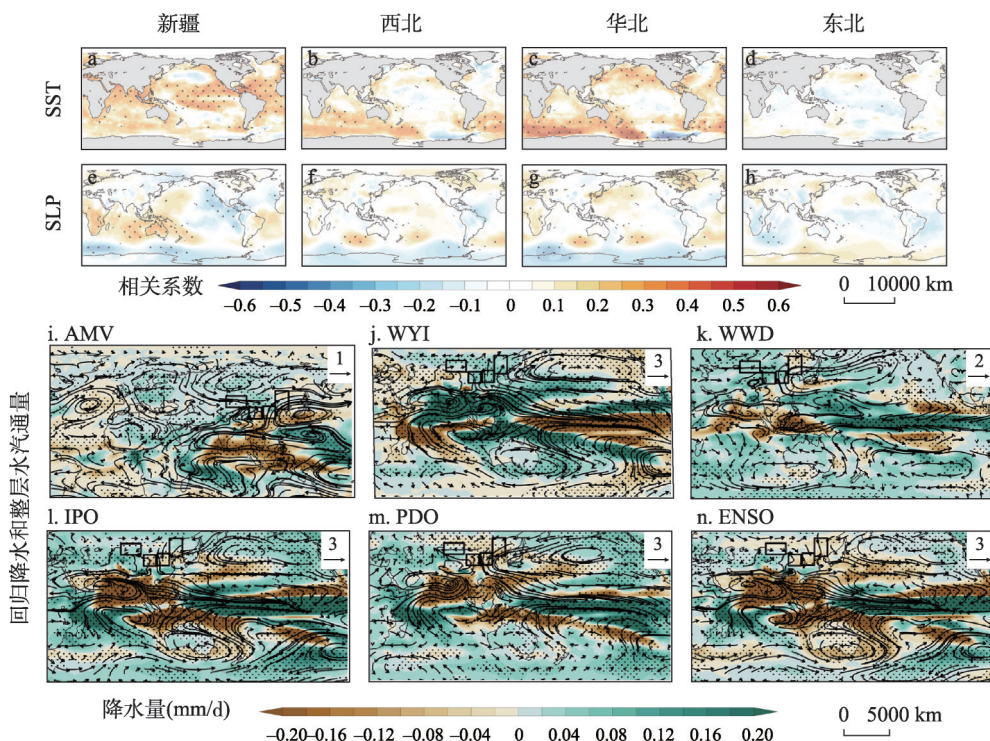 新疆 西北 华北 东北
SST
a b c d
SLP
e f g h
相关系数
−0.6 −0.5 −0.4 −0.3 −0.2 −0.1 0 0.1 0.2 0.3 0.4 0.5 0.6
0 10000 km
回归降水和整层水汽通量
i. AMV j. WYI k. WWD
1 3 2
l. IPO m. PDO n. ENSO
3 3 3
降水量(mm/d)
−0.20 −0.16 −0.12 −0.08 −0.04 0 0.04 0.08 0.12 0.16 0.20
0 5000 km